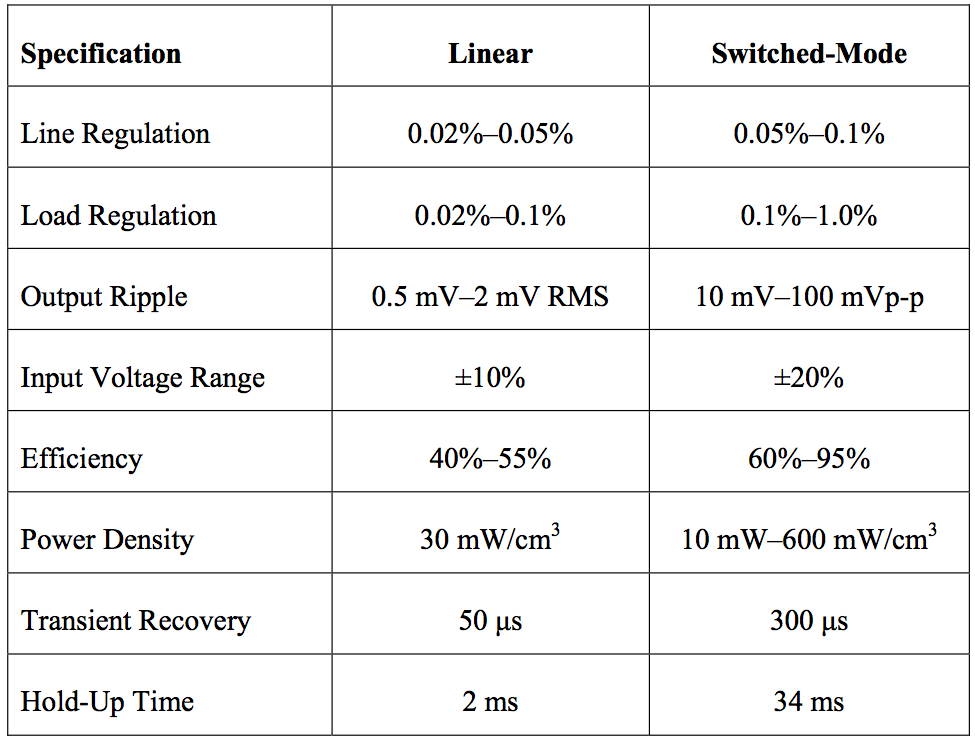 Specification Linear Switched-Mode
Line Regulation 0.02%–0.05% 0.05%–0.1%
Load Regulation 0.02%–0.1% 0.1%–1.0%
Output Ripple 0.5 mV–2 mV RMS 10 mV–100 mVp-p
Input Voltage Range ±10% ±20%
Efficiency 40%–55% 60%–95%
Power Density 30 mW/cm³ 10 mW–600 mW/cm³
Transient Recovery 50 μs 300 μs
Hold-Up Time 2 ms 34 ms